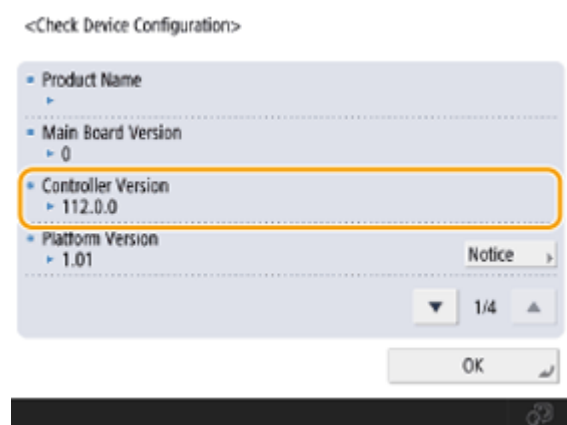 <Check Device Configuration>
Product Name
Main Board Version
0
Controller Version
112.0.0
Platform Version
1.01
Notice
1/4
OK